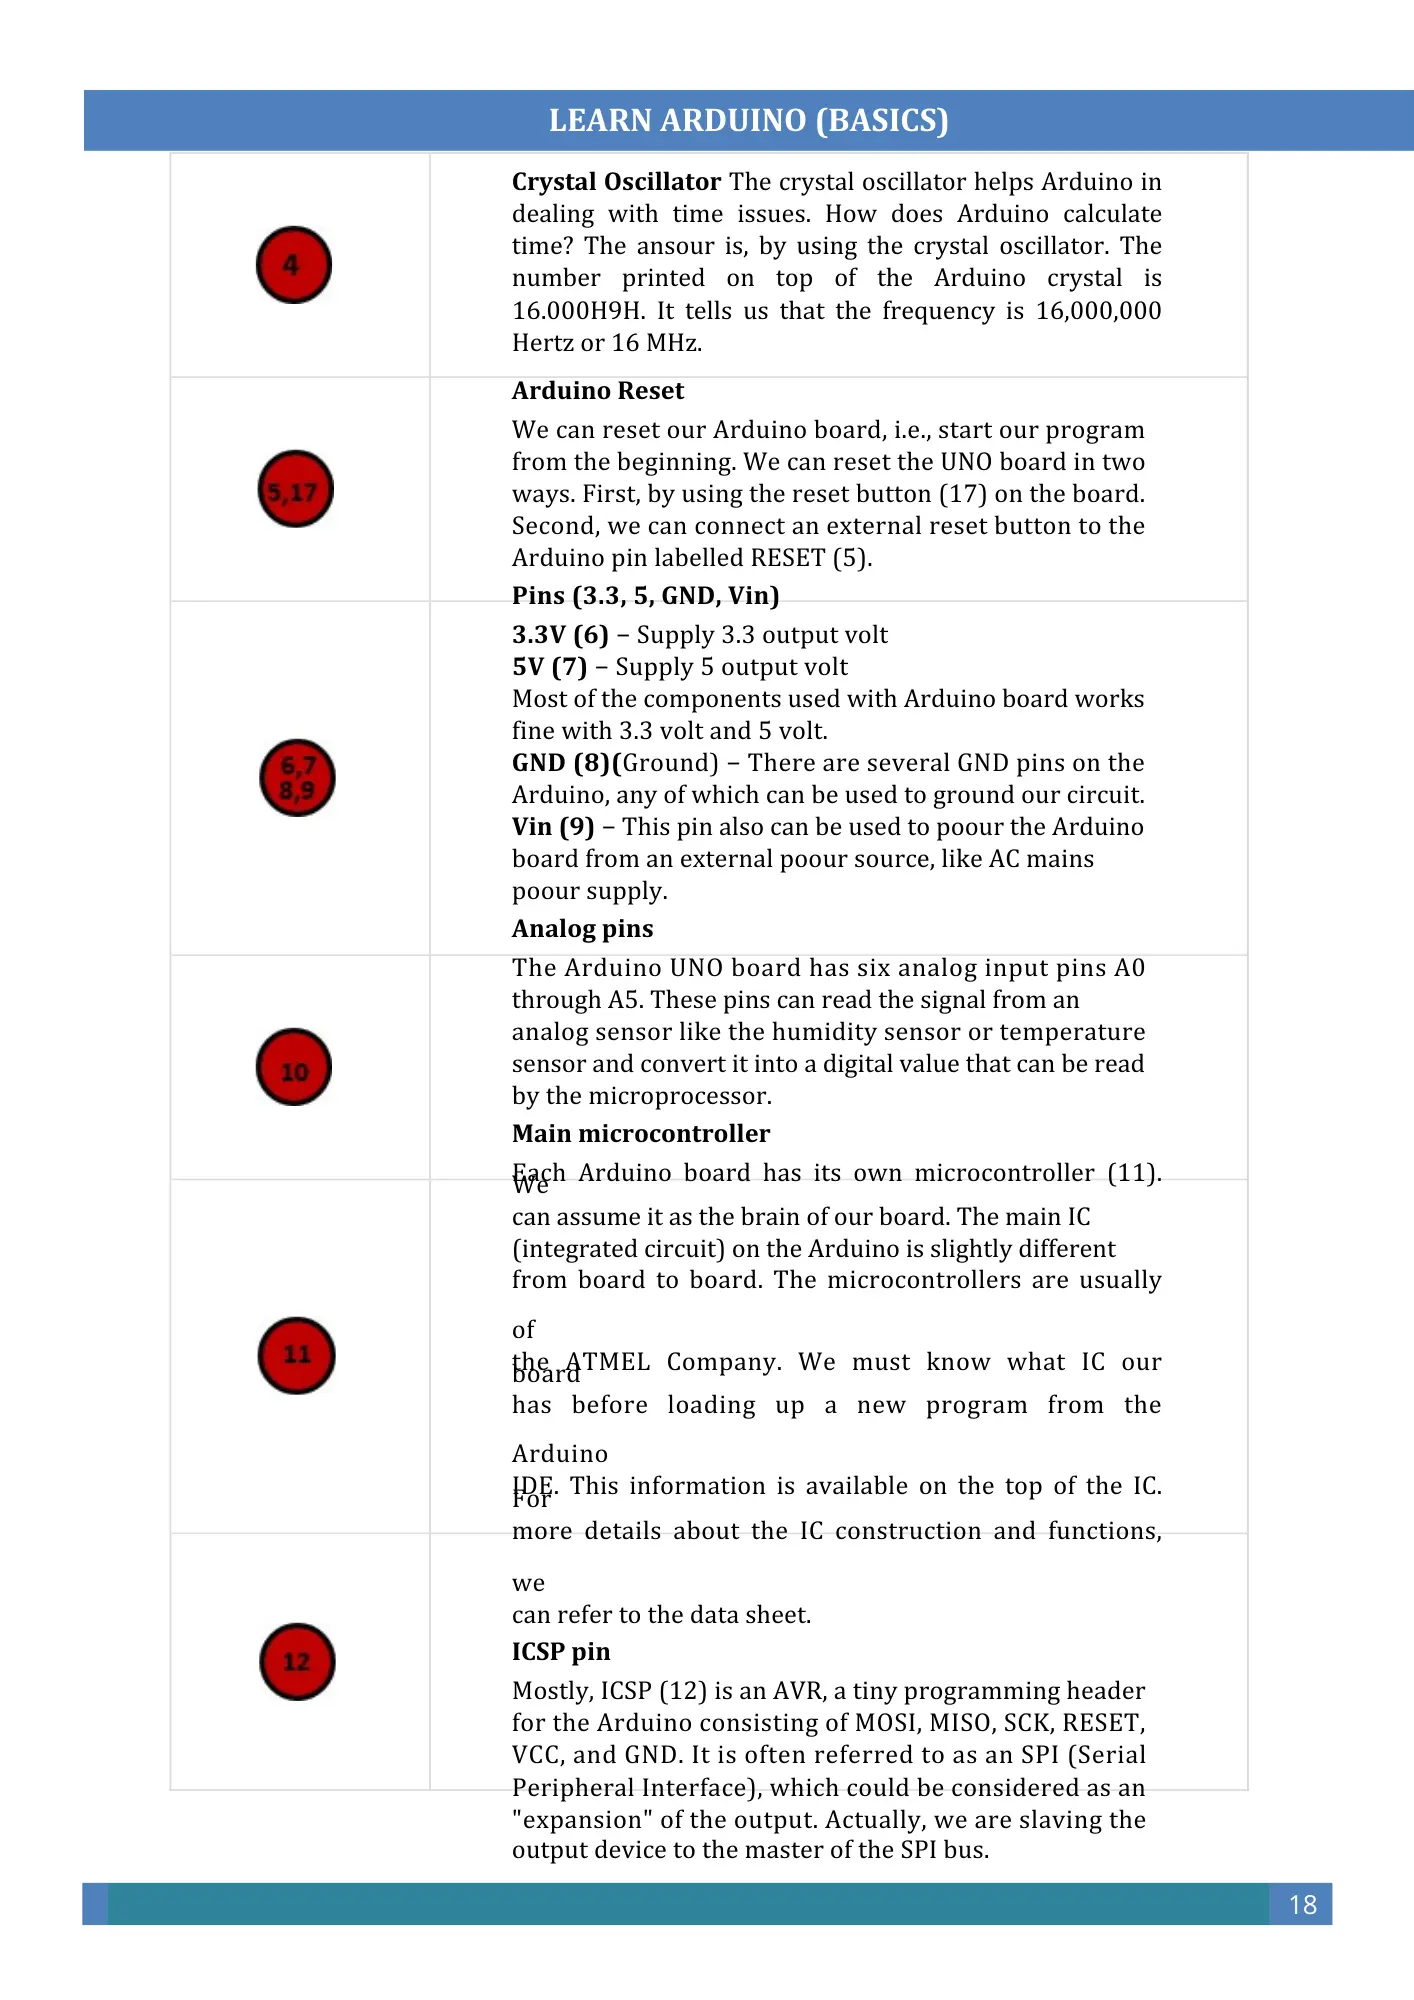 LEARN ARDUINO (BASICS)
4
Crystal Oscillator The crystal oscillator helps Arduino in
dealing with time issues. How does Arduino calculate
time? The ansour is, by using the crystal oscillator. The
number printed on top of the Arduino crystal is
16.000H9H. It tells us that the frequency is 16,000,000
Hertz or 16 MHz.
5,17
Arduino Reset
We can reset our Arduino board, i.e., start our program
from the beginning. We can reset the UNO board in two
ways. First, by using the reset button (17) on the board.
Second, we can connect an external reset button to the
Arduino pin labelled RESET (5).
6,7
8,9
Pins (3.3, 5, GND, Vin)
3.3V (6) − Supply 3.3 output volt
5V (7) − Supply 5 output volt
Most of the components used with Arduino board works
fine with 3.3 volt and 5 volt.
GND (8)(Ground) − There are several GND pins on the
Arduino, any of which can be used to ground our circuit.
Vin (9) − This pin also can be used to poour the Arduino
board from an external poour source, like AC mains
poour supply.
10
Analog pins
The Arduino UNO board has six analog input pins A0
through A5. These pins can read the signal from an
analog sensor like the humidity sensor or temperature
sensor and convert it into a digital value that can be read
by the microprocessor.
11
Main microcontroller
Each Arduino board has its own microcontroller (11).
We
can assume it as the brain of our board. The main IC
(integrated circuit) on the Arduino is slightly different
from board to board. The microcontrollers are usually
of
the ATMEL Company. We must know what IC our
board
has before loading up a new program from the
Arduino
IDE. This information is available on the top of the IC.
For
more details about the IC construction and functions,
we
can refer to the data sheet.
12
ICSP pin
Mostly, ICSP (12) is an AVR, a tiny programming header
for the Arduino consisting of MOSI, MISO, SCK, RESET,
VCC, and GND. It is often referred to as an SPI (Serial
Peripheral Interface), which could be considered as an
"expansion" of the output. Actually, we are slaving the
output device to the master of the SPI bus.
18